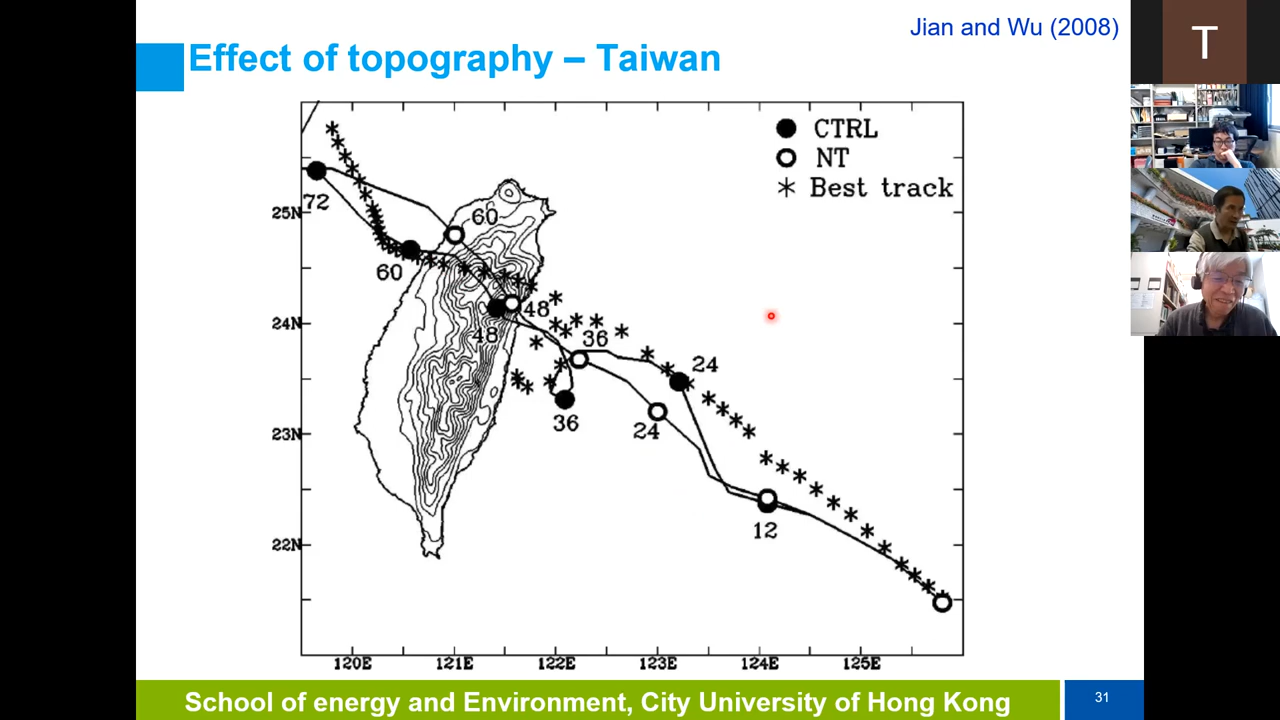 Jian and Wu (2008)
T
Effect of topography – Taiwan
CTRL
NT
Best track
72
25N
60
60
24N
48
48
36
24
36
24
23N
12
22N
120E 121E 122E 123E 124E 125E
School of energy and Environment, City University of Hong Kong
31